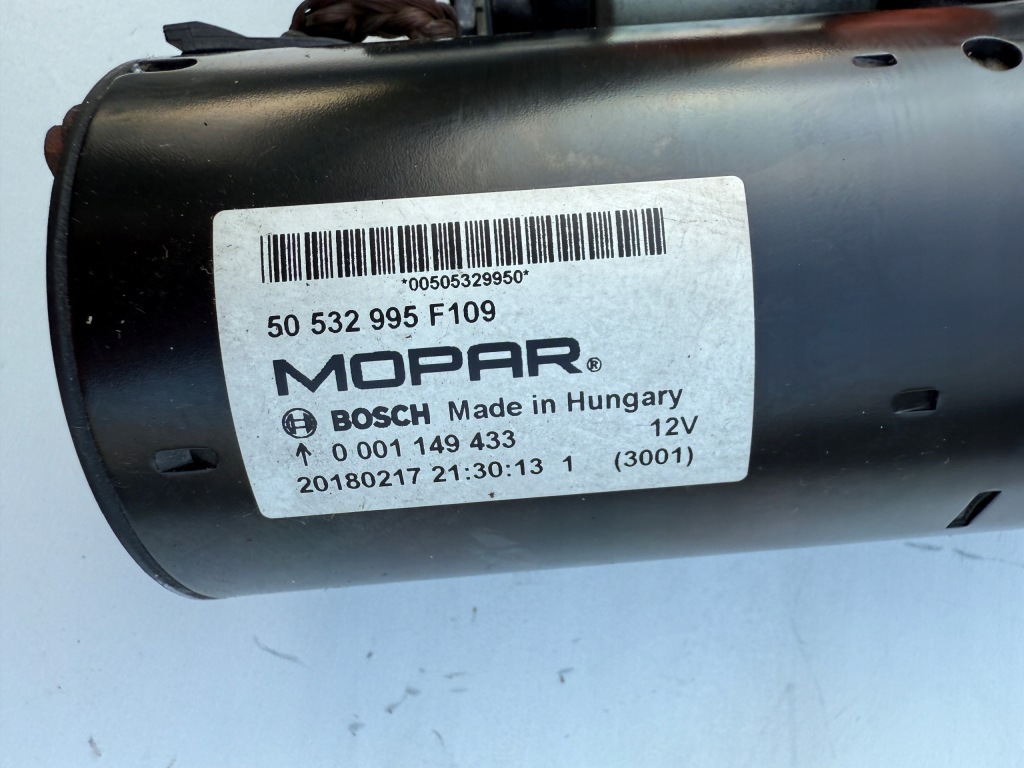 *00505329950*
50 532 995 F109
MOPAR®
BOSCH Made in Hungary
↑ 0 001 149 433 12V
20180217 21:30:13 1 (3001)